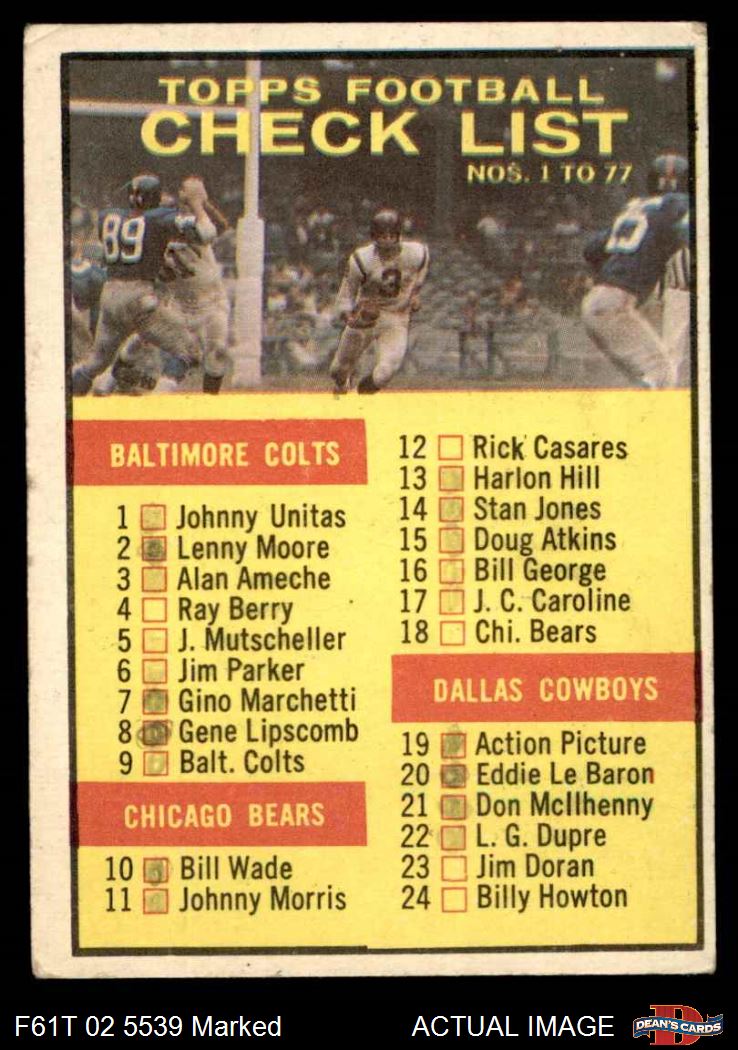 TOPPS FOOTBALL
CHECK LIST
NOS. 1 TO 77
89
3
15
BALTIMORE COLTS
1 Johnny Unitas
2 Lenny Moore
3 Alan Ameche
4 Ray Berry
5 J. Mutscheller
6 Jim Parker
7 Gino Marchetti
8 Gene Lipscomb
9 Balt. Colts
CHICAGO BEARS
10 Bill Wade
11 Johnny Morris
12 Rick Casares
13 Harlon Hill
14 Stan Jones
15 Doug Atkins
16 Bill George
17 J. C. Caroline
18 Chi. Bears
DALLAS COWBOYS
19 Action Picture
20 Eddie Le Baron
21 Don McIlhenny
22 L. G. Dupre
23 Jim Doran
24 Billy Howton
F61T 02 5539 Marked
ACTUAL IMAGE
D
DEAN'S CARDS